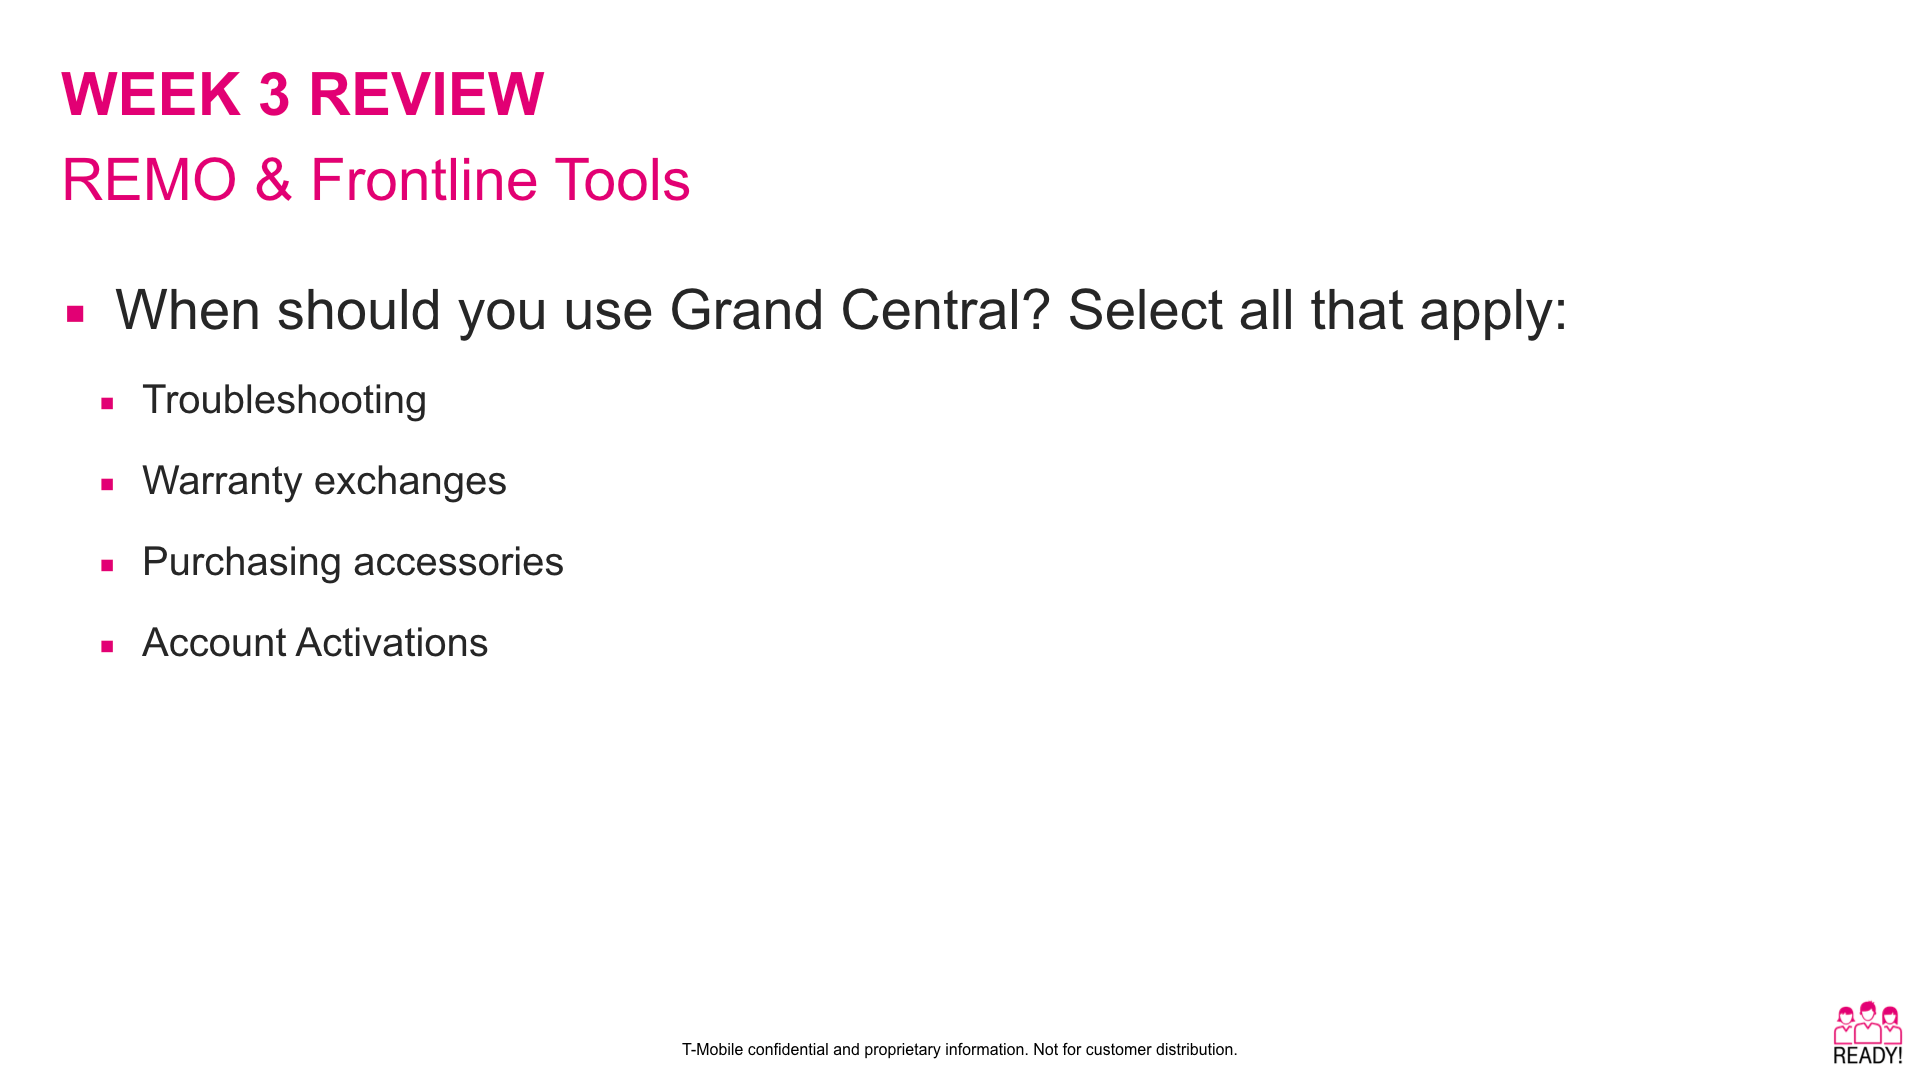 WEEK 3 REVIEW
REMO & Frontline Tools
When should you use Grand Central? Select all that apply:
Troubleshooting
Warranty exchanges
Purchasing accessories
Account Activations
T-Mobile confidential and proprietary information. Not for customer distribution.
READY!